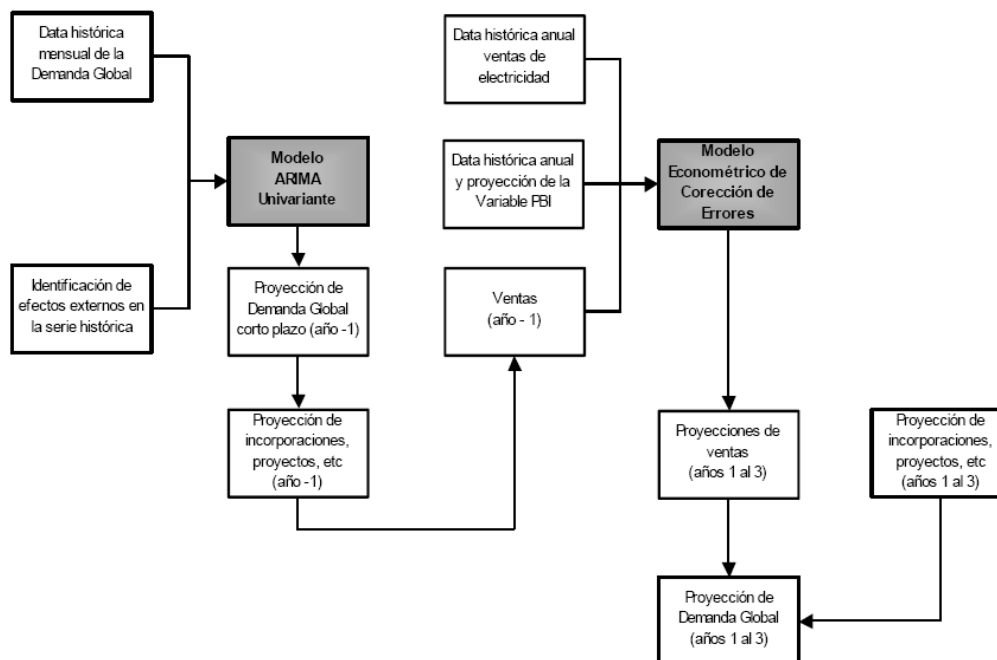 Data histórica
mensual de la
Demanda Global
Identificación de
efectos externos en
la serie histórica
Modelo
ARIMA
Univariante
Proyección de
Demanda Global
corto plazo (año -1)
Proyección de
incorporaciones,
proyectos, etc
(año -1)
Data histórica anual
ventas de
electricidad
Data histórica anual
y proyección de la
Variable PBI
Ventas
(año - 1)
Modelo
Econométrico de
Corección de
Errores
Proyecciones de
ventas
(años 1 al 3)
Proyección de
incorporaciones,
proyectos, etc
(años 1 al 3)
Proyección de
Demanda Global
(años 1 al 3)